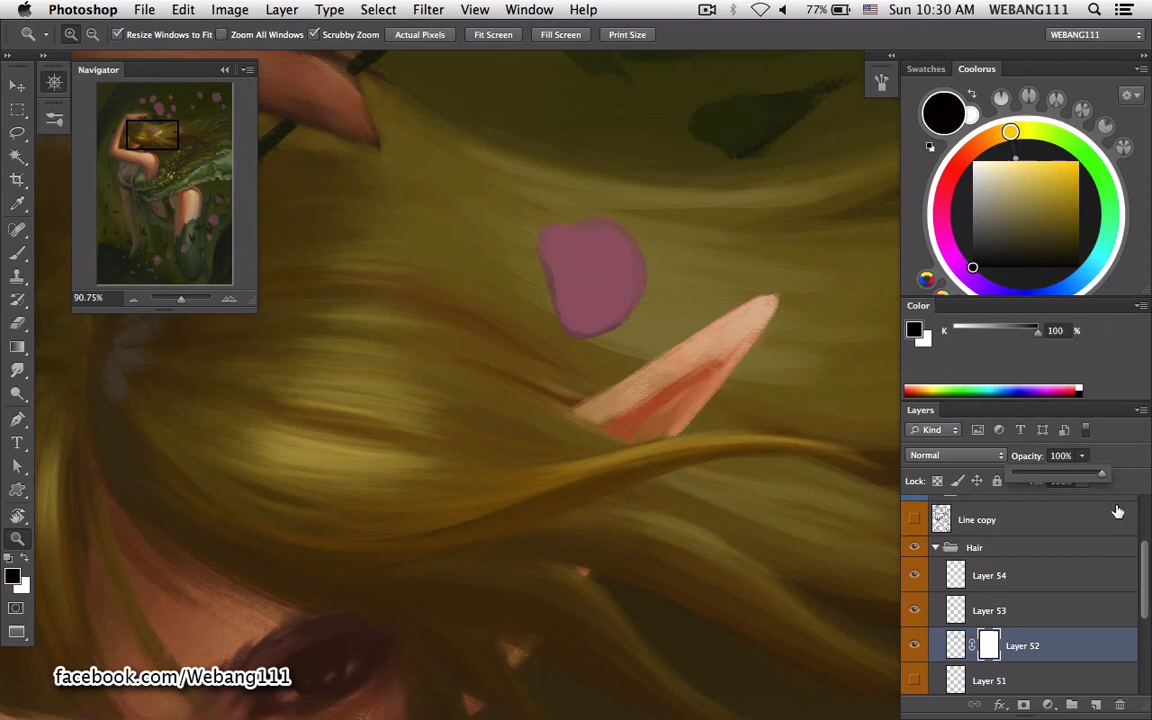 Photoshop File Edit Image Layer Type Select Filter View Window Help 77% Sun 10:30 AM WEBANG111
Resize Windows to Fit Zoom All Windows Scrubby Zoom Actual Pixels Fit Screen Fill Screen Print Size WEBANG111
Navigator
90.75%
Swatches Coolorus
Color
K 100 %
Layers
Kind
Normal Opacity: 100%
Lock:
Line copy
Hair
Layer 54
Layer 53
Layer 52
Layer 51
fx
facebook.com/Webang111